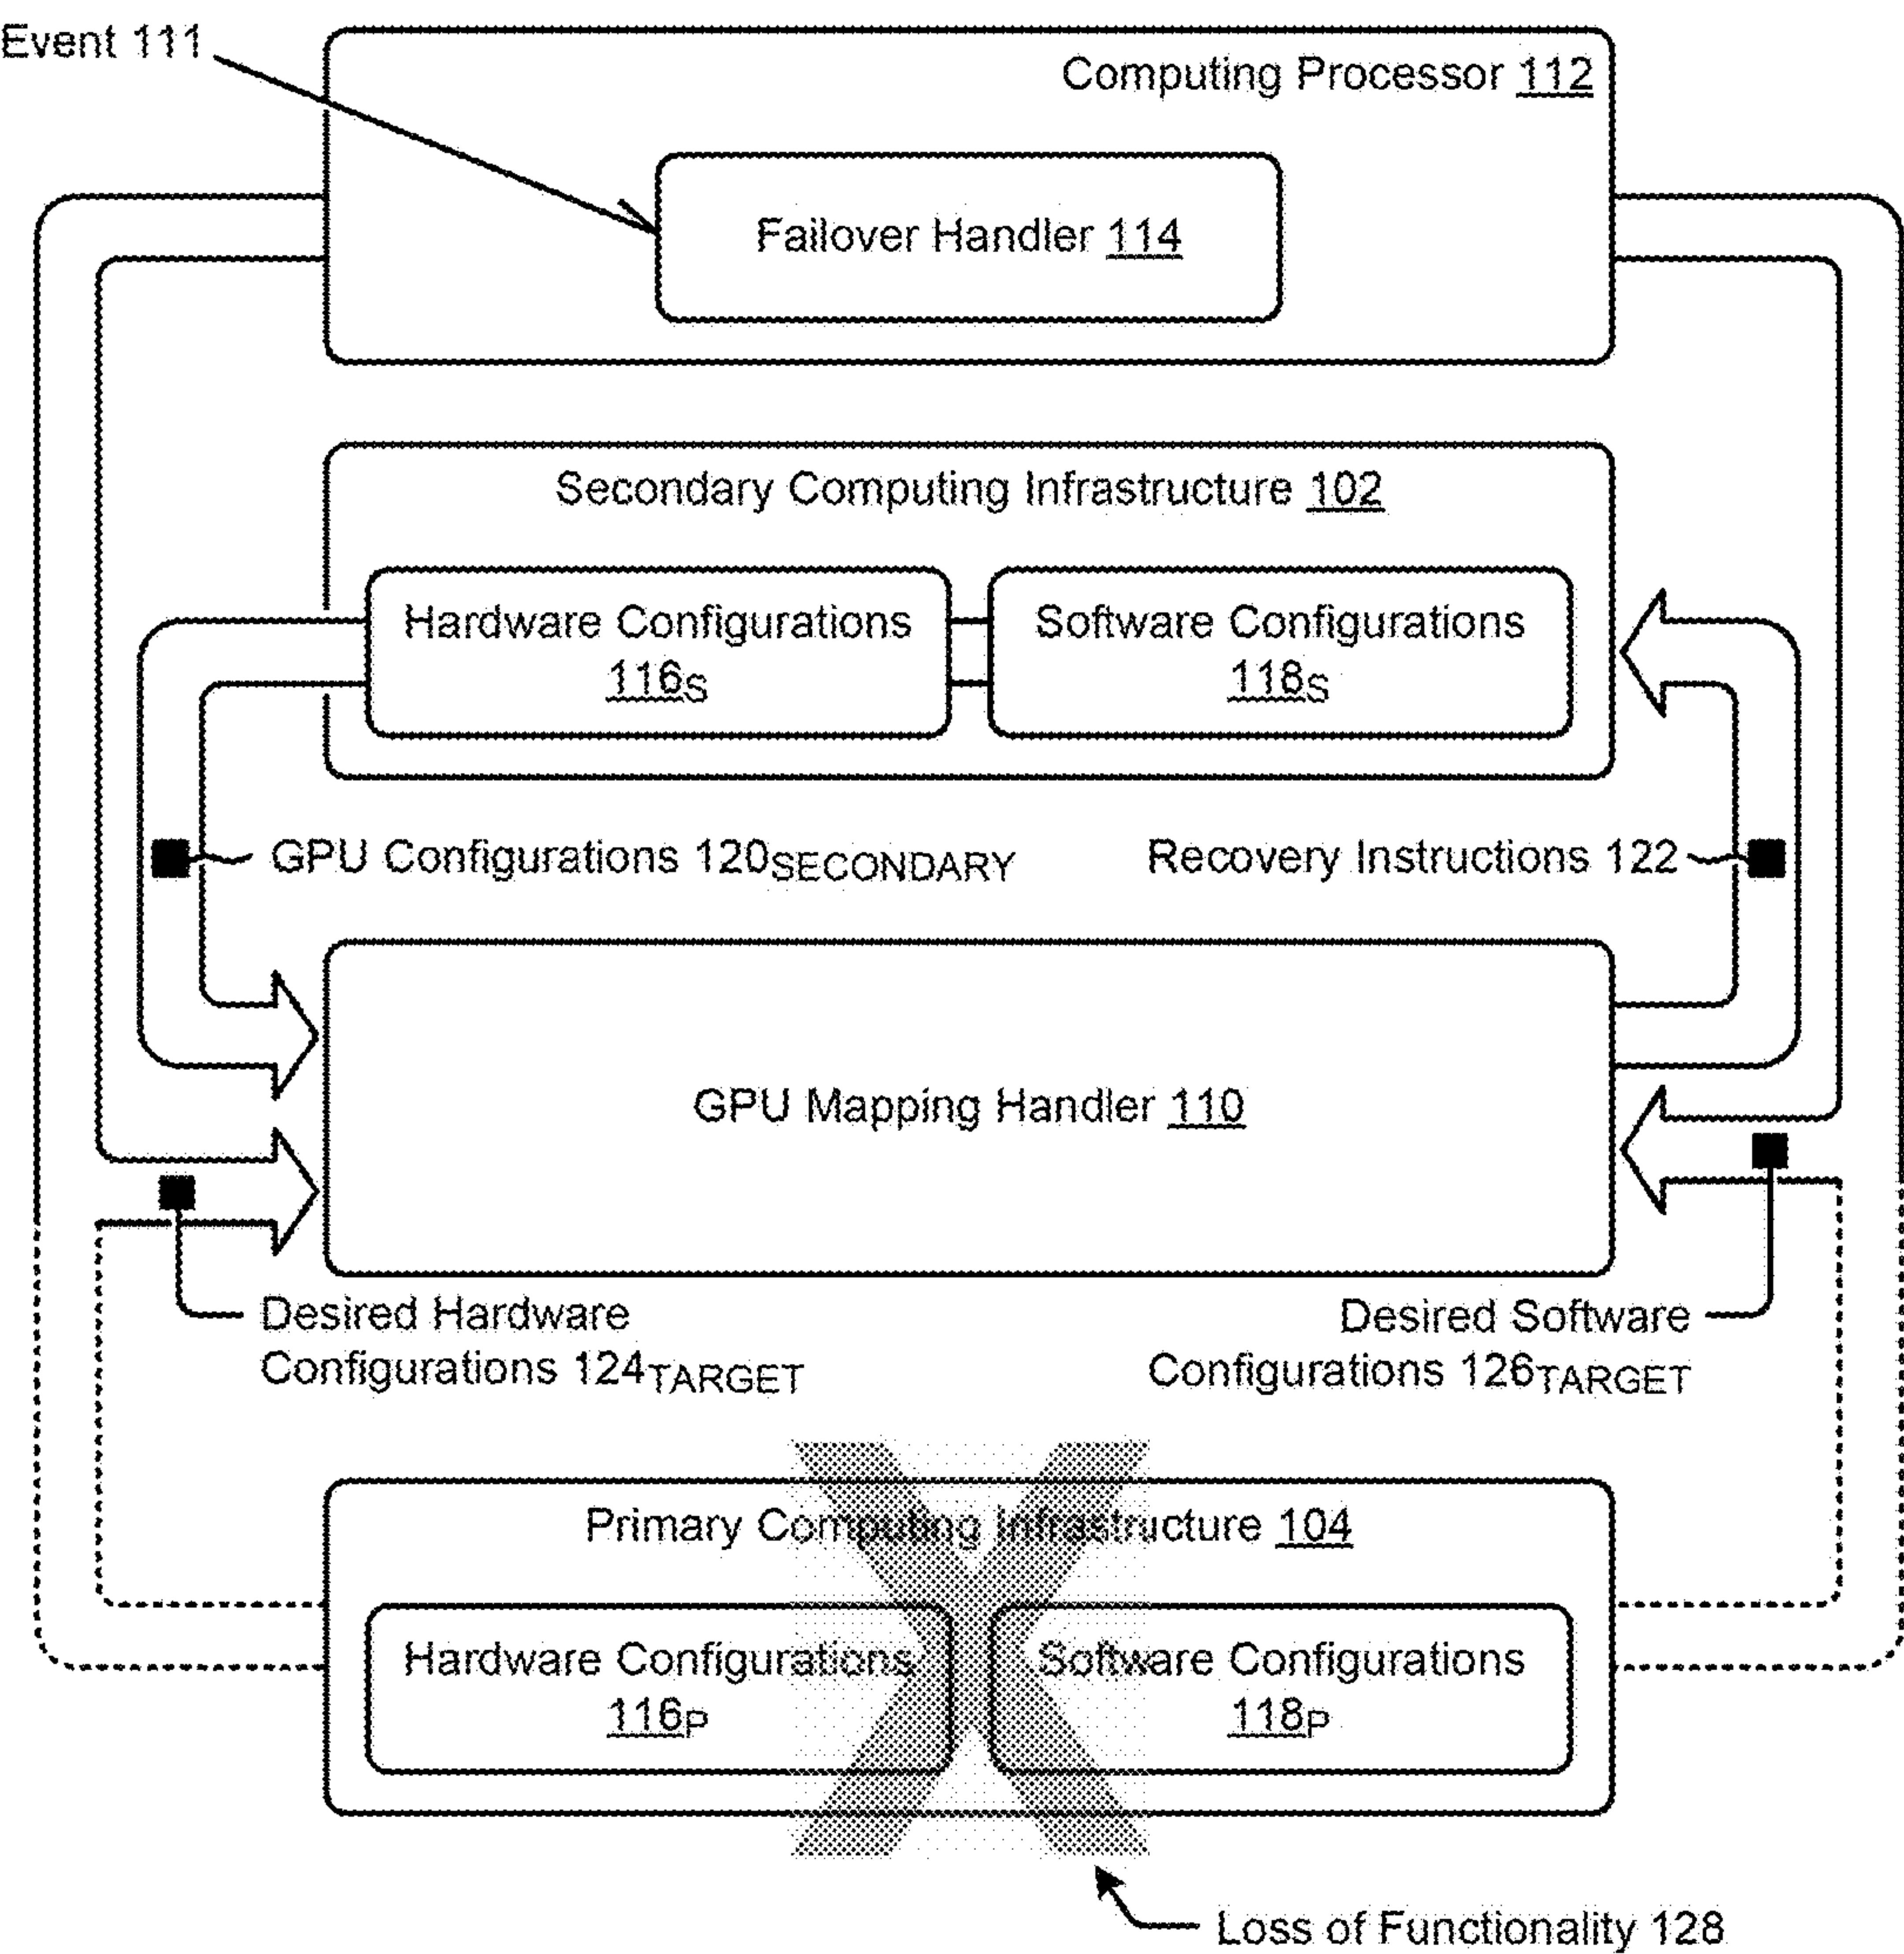 Event 111
Computing Processor 112
Failover Handler 114
Secondary Computing Infrastructure 102
Hardware Configurations
116S
Software Configurations
118S
GPU Configurations 120SECONDARY
Recovery Instructions 122
GPU Mapping Handler 110
Desired Hardware
Configurations 124TARGET
Desired Software
Configurations 126TARGET
Primary Computing Infrastructure 104
Hardware Configurations
116P
Software Configurations
118P
Loss of Functionality 128